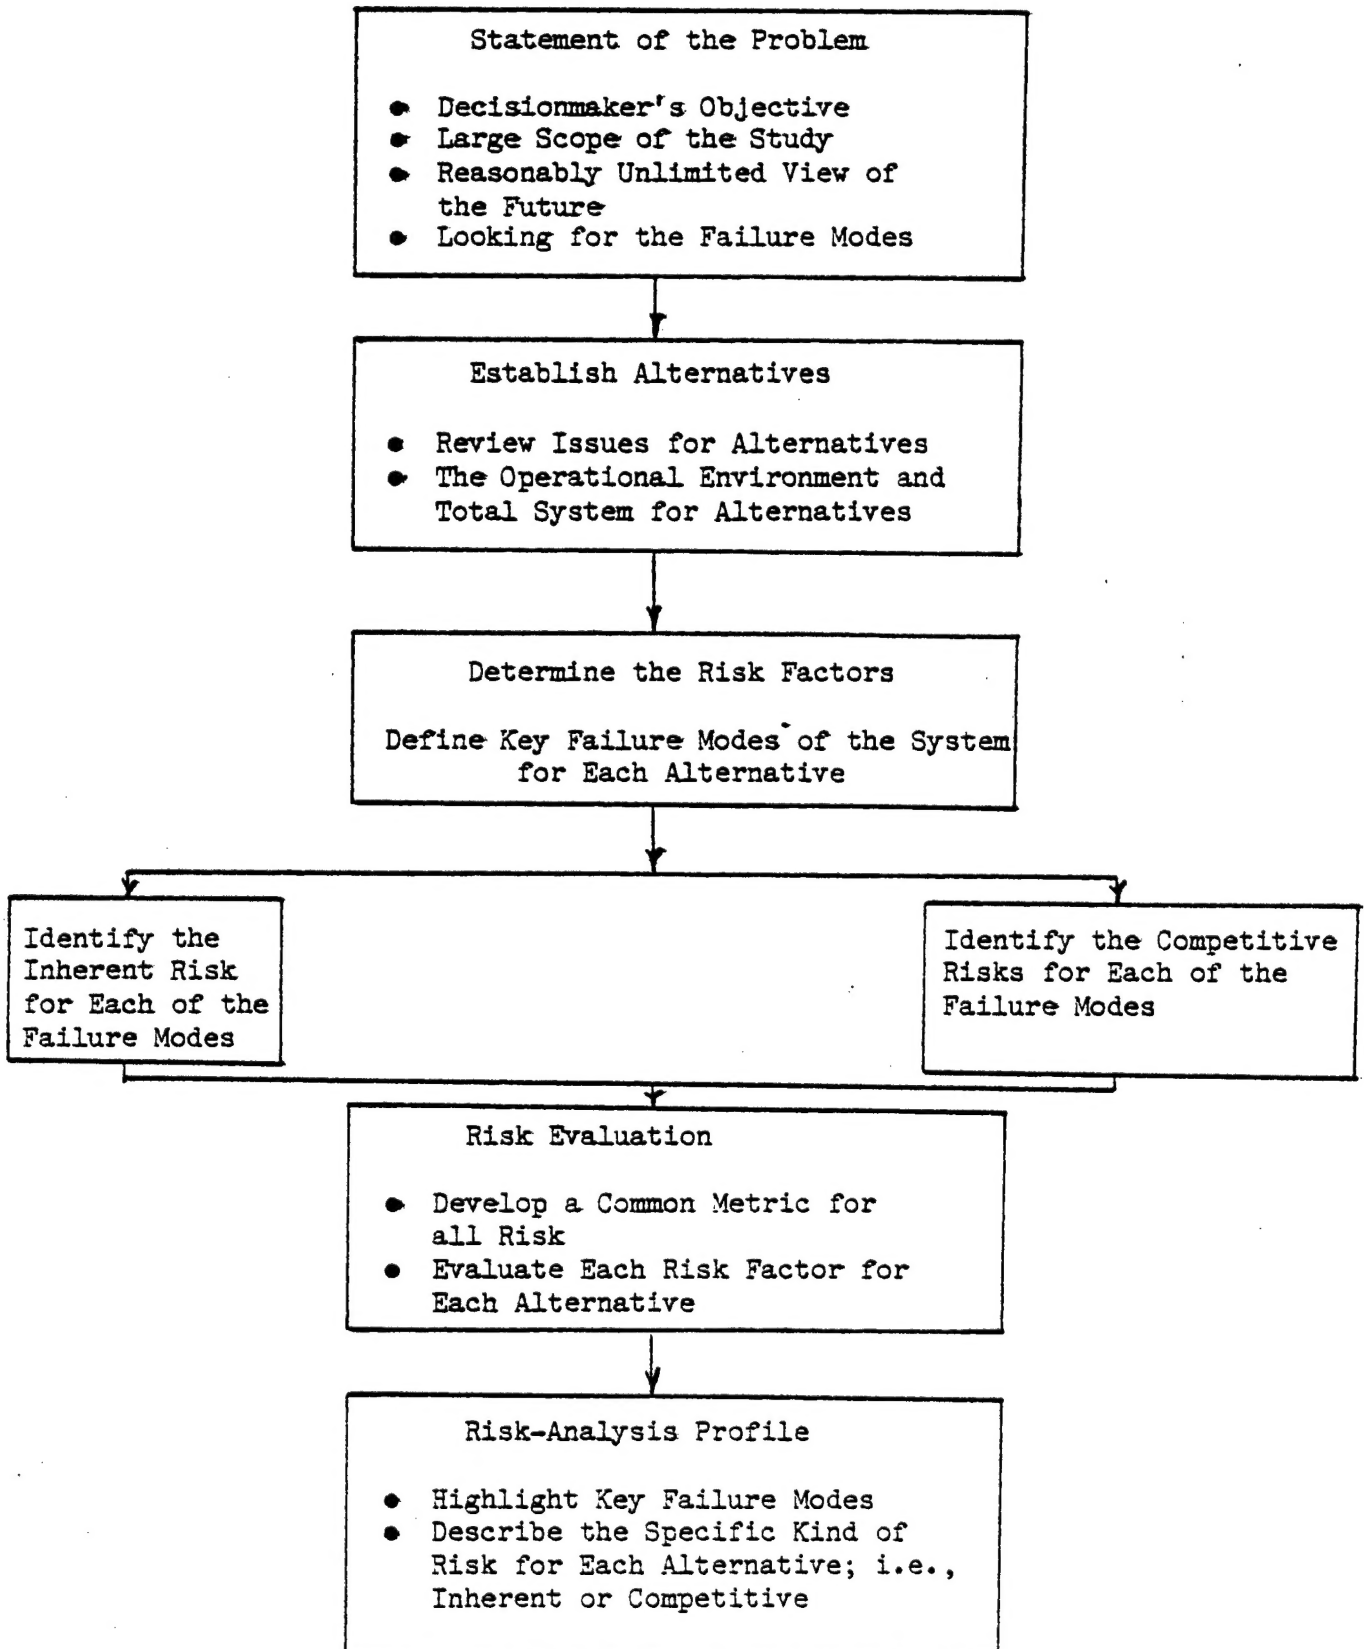 Statement of the Problem
● Decisionmaker's Objective
● Large Scope of the Study
● Reasonably Unlimited View of
the Future
● Looking for the Failure Modes
Establish Alternatives
● Review Issues for Alternatives
● The Operational Environment and
Total System for Alternatives
Determine the Risk Factors
Define Key Failure Modes of the System
for Each Alternative
Identify the
Inherent Risk
for Each of the
Failure Modes
Identify the Competitive
Risks for Each of the
Failure Modes
Risk Evaluation
● Develop a Common Metric for
all Risk
● Evaluate Each Risk Factor for
Each Alternative
Risk-Analysis Profile
● Highlight Key Failure Modes
● Describe the Specific Kind of
Risk for Each Alternative; i.e.,
Inherent or Competitive